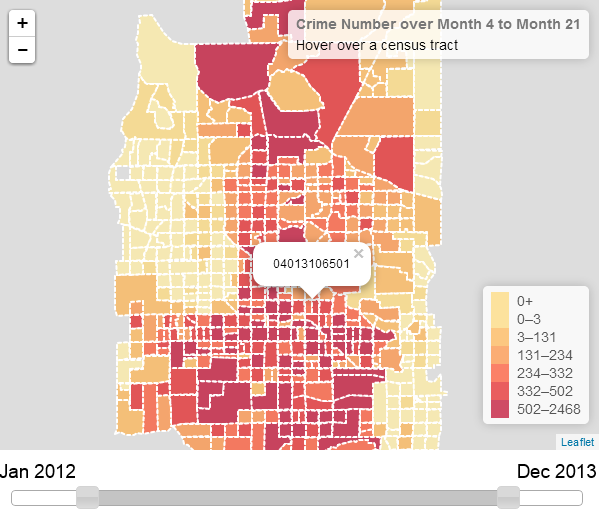 +
−
Crime Number over Month 4 to Month 21
Hover over a census tract
04013106501
×
0+
0–3
3–131
131–234
234–332
332–502
502–2468
Leaflet
Jan 2012
Dec 2013